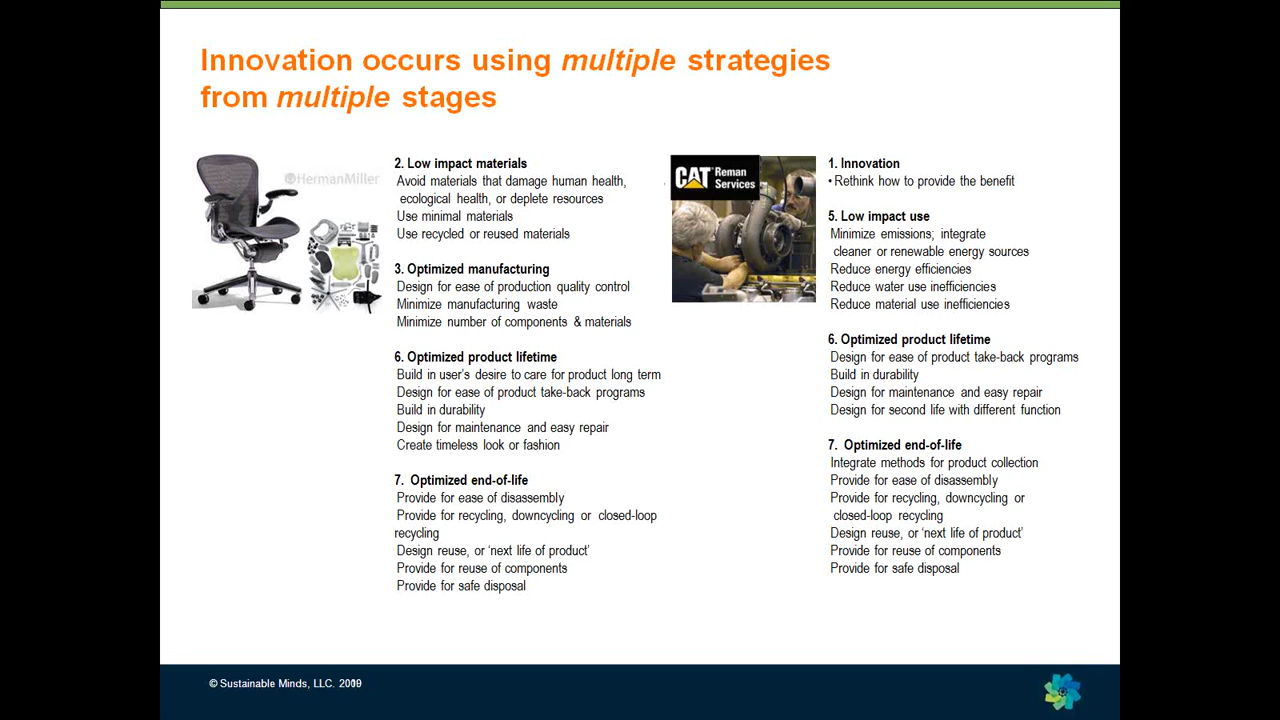 Innovation occurs using multiple strategies
from multiple stages
HermanMiller
2. Low impact materials
Avoid materials that damage human health,
ecological health, or deplete resources
Use minimal materials
Use recycled or reused materials
3. Optimized manufacturing
Design for ease of production quality control
Minimize manufacturing waste
Minimize number of components & materials
6. Optimized product lifetime
Build in user's desire to care for product long term
Design for ease of product take-back programs
Build in durability
Design for maintenance and easy repair
Create timeless look or fashion
7. Optimized end-of-life
Provide for ease of disassembly
Provide for recycling, downcycling or closed-loop
recycling
Design reuse, or ‘next life of product’
Provide for reuse of components
Provide for safe disposal
CAT Reman
Services
1. Innovation
• Rethink how to provide the benefit
5. Low impact use
Minimize emissions; integrate
cleaner or renewable energy sources
Reduce energy efficiencies
Reduce water use inefficiencies
Reduce material use inefficiencies
6. Optimized product lifetime
Design for ease of product take-back programs
Build in durability
Design for maintenance and easy repair
Design for second life with different function
7. Optimized end-of-life
Integrate methods for product collection
Provide for ease of disassembly
Provide for recycling, downcycling or
closed-loop recycling
Design reuse, or ‘next life of product’
Provide for reuse of components
Provide for safe disposal
© Sustainable Minds, LLC.